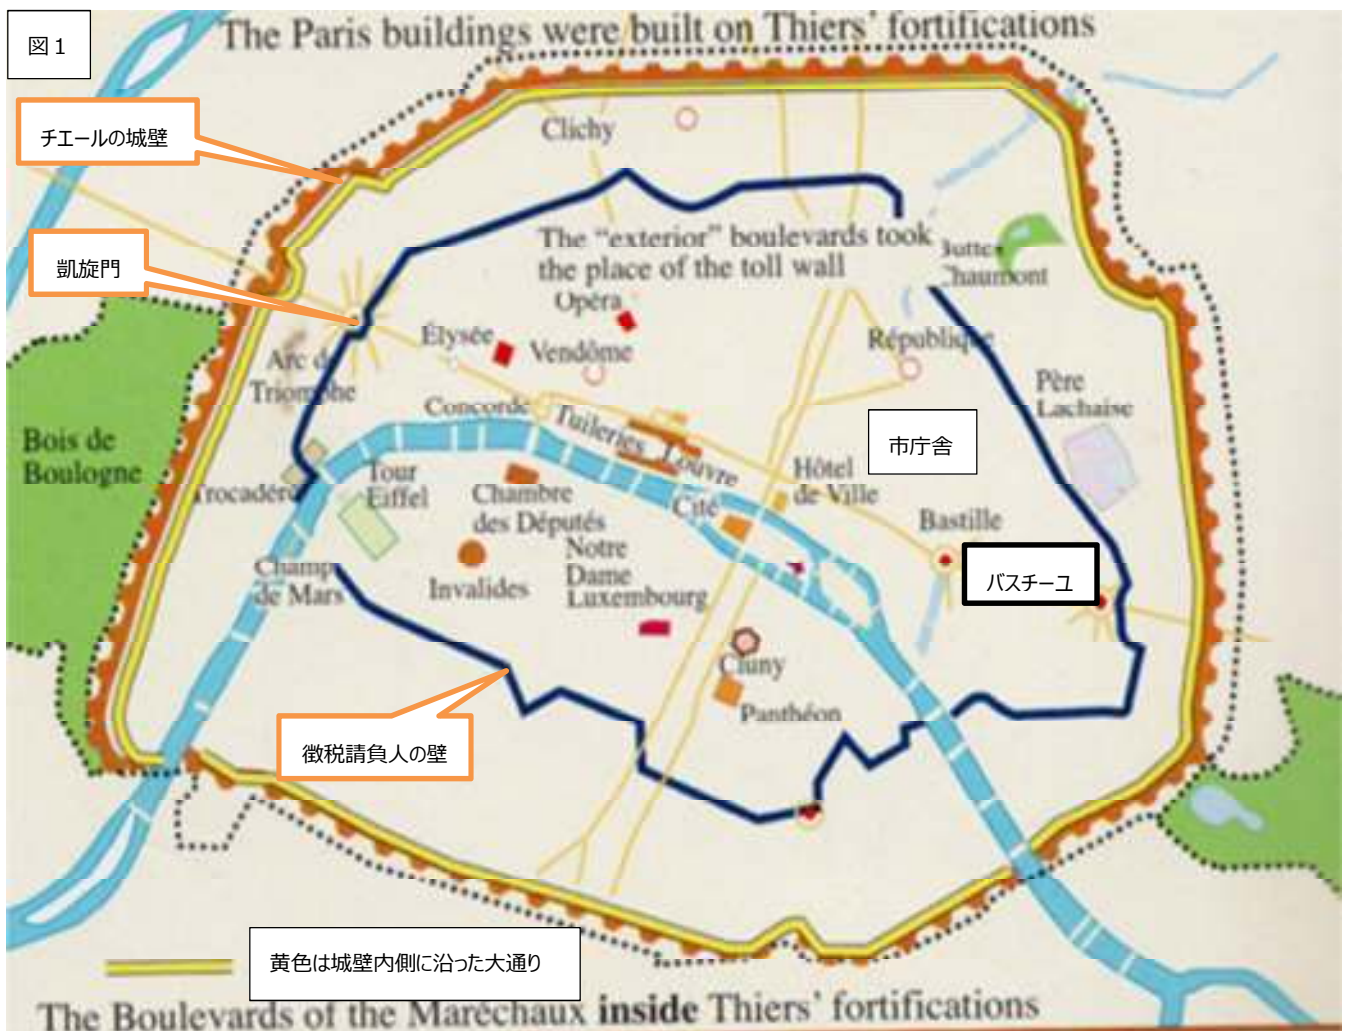 The Paris buildings were built on Thiers' fortifications
図1
チエールの城壁
Clichy
凱旋門
The "exterior" boulevards took
the place of the toll wall
Buttes
Chaumont
Opéra
Élysée
Vendôme
République
Arc de
Triomphe
Père
Lachaise
Concorde
Tuileries
Louvre
市庁舎
Bois de
Boulogne
Trocadéro
Tour
Eiffel
Chambre
des Députés
Cité
Hôtel
de Ville
Bastille
バスチーユ
Champ
de Mars
Invalides
Notre
Dame
Luxembourg
Cluny
Panthéon
徴税請負人の壁
黄色は城壁内側に沿った大通り
The Boulevards of the Maréchaux inside Thiers' fortifications